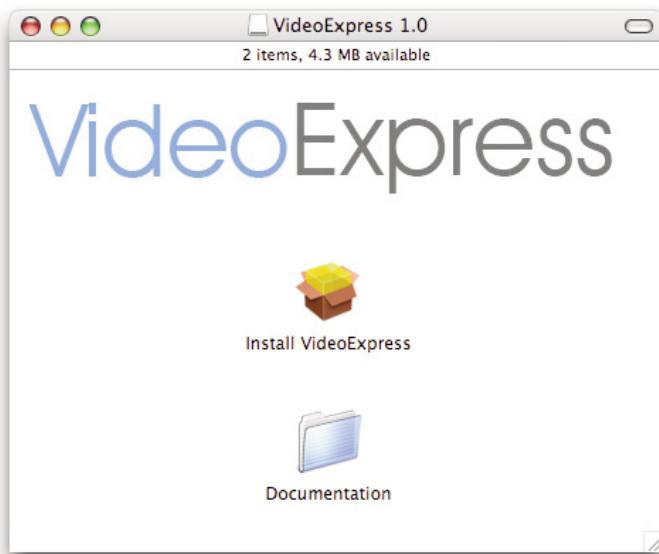 VideoExpress 1.0
2 items, 4.3 MB available
VideoExpress
Install VideoExpress
Documentation